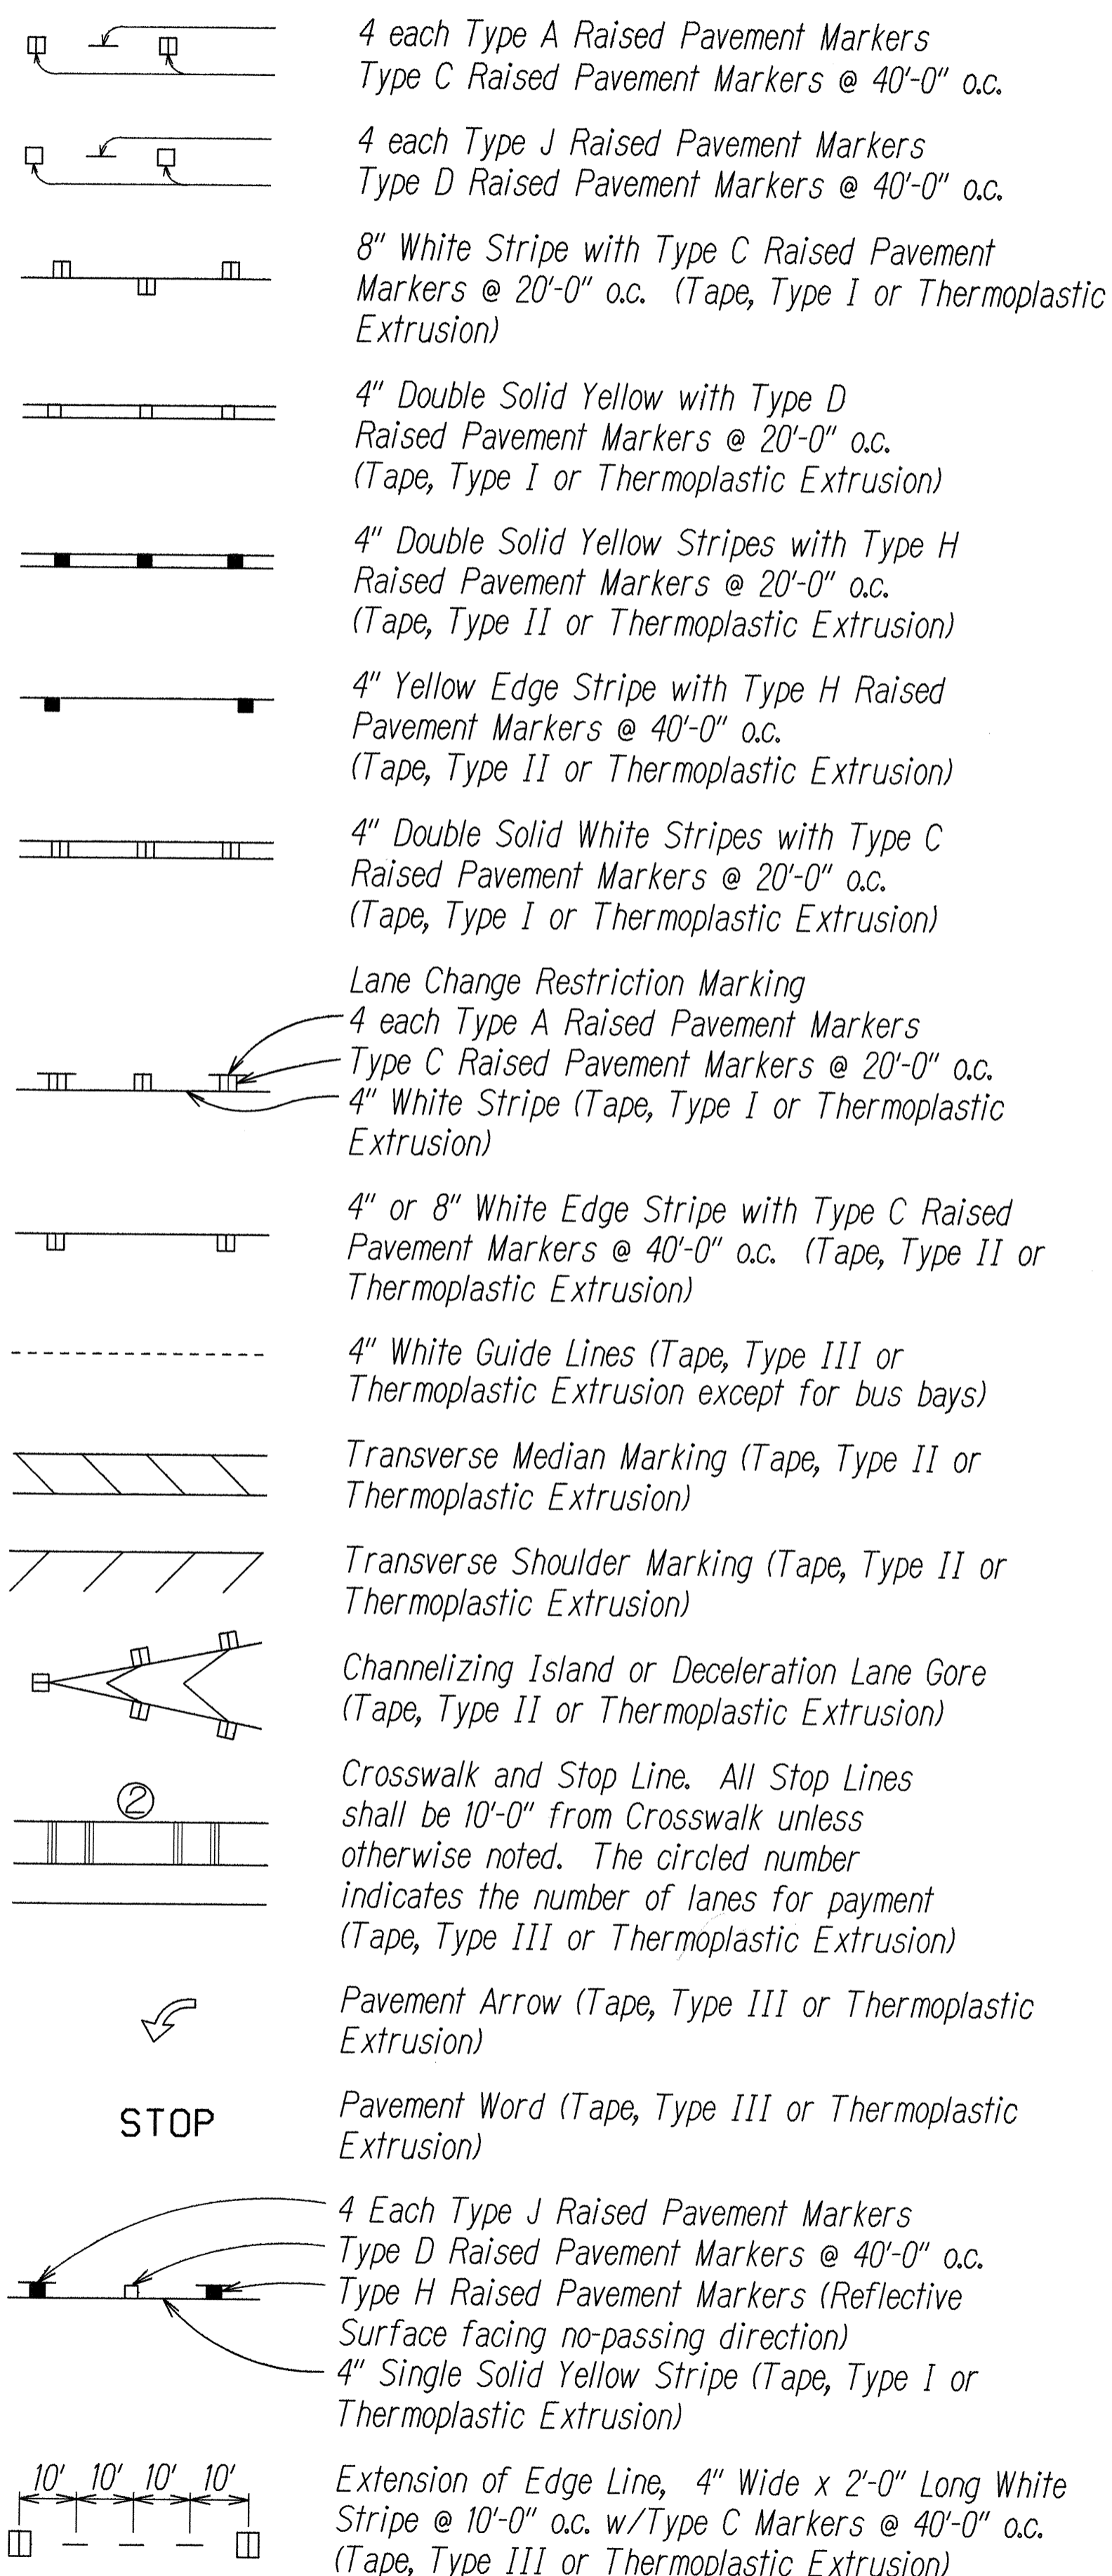 4 each Type A Raised Pavement Markers
Type C Raised Pavement Markers @ 40'-0" o.c.
4 each Type J Raised Pavement Markers
Type D Raised Pavement Markers @ 40'-0" o.c.
8" White Stripe with Type C Raised Pavement
Markers @ 20'-0" o.c. (Tape, Type I or Thermoplastic
Extrusion)
4" Double Solid Yellow with Type D
Raised Pavement Markers @ 20'-0" o.c.
(Tape, Type I or Thermoplastic Extrusion)
4" Double Solid Yellow Stripes with Type H
Raised Pavement Markers @ 20'-0" o.c.
(Tape, Type II or Thermoplastic Extrusion)
4" Yellow Edge Stripe with Type H Raised
Pavement Markers @ 40'-0" o.c.
(Tape, Type II or Thermoplastic Extrusion)
4" Double Solid White Stripes with Type C
Raised Pavement Markers @ 20'-0" o.c.
(Tape, Type I or Thermoplastic Extrusion)
Lane Change Restriction Marking
4 each Type A Raised Pavement Markers
Type C Raised Pavement Markers @ 20'-0" o.c.
4" White Stripe (Tape, Type I or Thermoplastic
Extrusion)
4" or 8" White Edge Stripe with Type C Raised
Pavement Markers @ 40'-0" o.c. (Tape, Type II or
Thermoplastic Extrusion)
4" White Guide Lines (Tape, Type III or
Thermoplastic Extrusion except for bus bays)
Transverse Median Marking (Tape, Type II or
Thermoplastic Extrusion)
Transverse Shoulder Marking (Tape, Type II or
Thermoplastic Extrusion)
Channelizing Island or Deceleration Lane Gore
(Tape, Type II or Thermoplastic Extrusion)
2
Crosswalk and Stop Line. All Stop Lines
shall be 10'-0" from Crosswalk unless
otherwise noted. The circled number
indicates the number of lanes for payment
(Tape, Type III or Thermoplastic Extrusion)
Pavement Arrow (Tape, Type III or Thermoplastic
Extrusion)
STOP
Pavement Word (Tape, Type III or Thermoplastic
Extrusion)
4 Each Type J Raised Pavement Markers
Type D Raised Pavement Markers @ 40'-0" o.c.
Type H Raised Pavement Markers (Reflective
Surface facing no-passing direction)
4" Single Solid Yellow Stripe (Tape, Type I or
Thermoplastic Extrusion)
10' 10' 10' 10'
Extension of Edge Line, 4" Wide x 2'-0" Long White
Stripe @ 10'-0" o.c. w/Type C Markers @ 40'-0" o.c.
(Tape, Type III or Thermoplastic Extrusion)